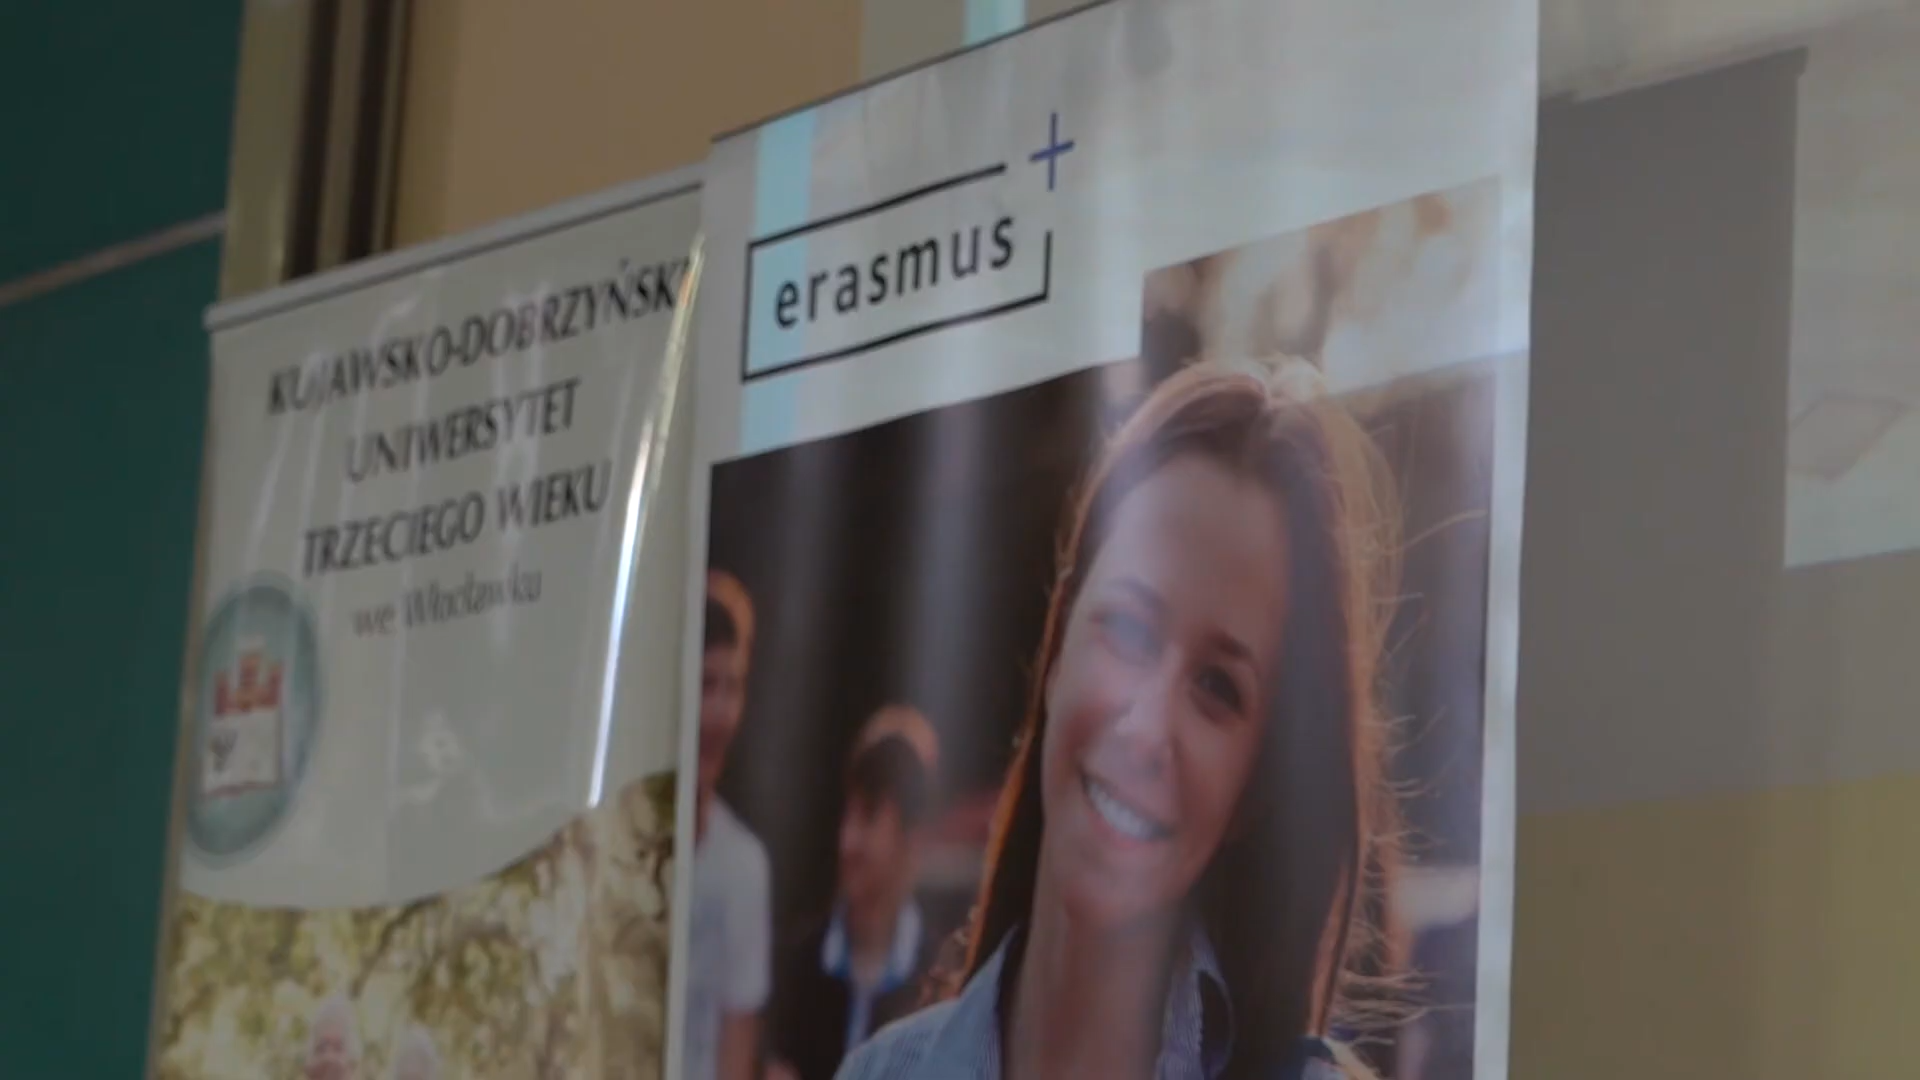 KUJAWSKO-DOBRZYŃSKI
UNIWERSYTET
TRZECIEGO WIEKU
we Włocławku
erasmus
+